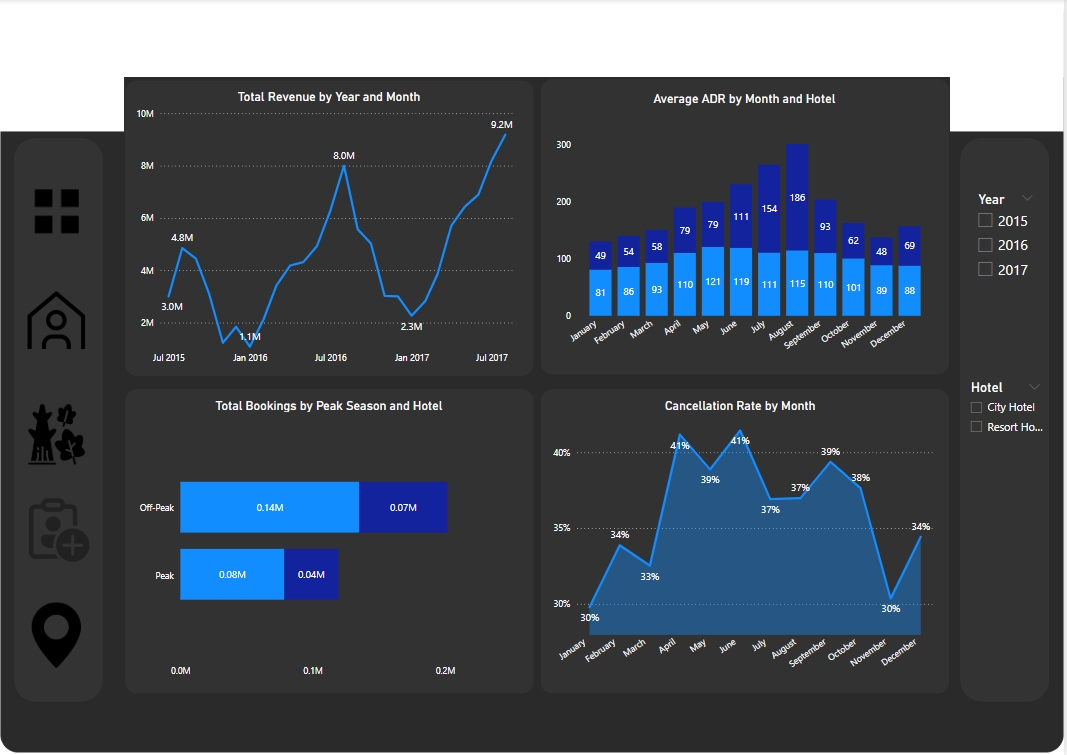 Total Revenue by Year and Month
10M
8M
6M
4M
2M
3.0M
4.8M
1.1M
8.0M
2.3M
9.2M
Jul 2015
Jan 2016
Jul 2016
Jan 2017
Jul 2017
Average ADR by Month and Hotel
300
200
100
0
49
54
58
79
79
111
154
186
93
62
48
69
81
86
93
110
121
119
111
115
110
101
89
88
January
February
March
April
May
June
July
August
September
October
November
December
Total Bookings by Peak Season and Hotel
Off-Peak
0.14M
0.07M
Peak
0.08M
0.04M
0.0M
0.1M
0.2M
Cancellation Rate by Month
40%
35%
30%
30%
34%
33%
41%
39%
41%
37%
37%
39%
38%
30%
34%
January
February
March
April
May
June
July
August
September
October
November
December
Year
2015
2016
2017
Hotel
City Hotel
Resort Ho...